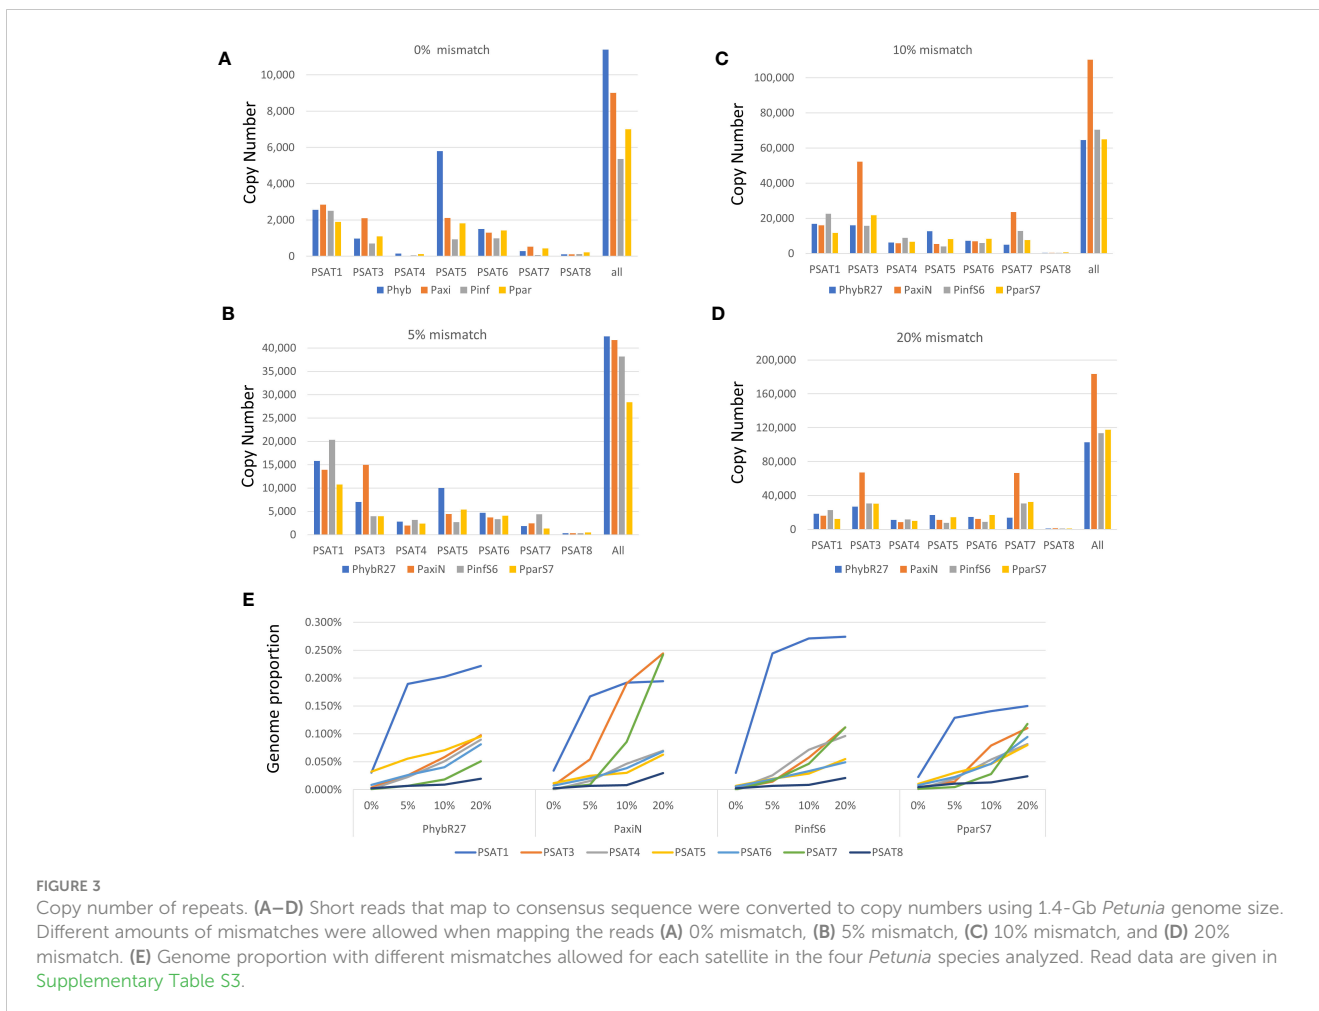 A
0% mismatch
Copy Number
10,000
8,000
6,000
4,000
2,000
0
PSAT1 PSAT3 PSAT4 PSAT5 PSAT6 PSAT7 PSAT8 all
Phyb Paxi Pinf Ppar
C
10% mismatch
Copy Number
100,000
80,000
60,000
40,000
20,000
0
PSAT1 PSAT3 PSAT4 PSAT5 PSAT6 PSAT7 PSAT8 all
PhybR27 PaxiN PinfS6 PparS7
B
5% mismatch
Copy Number
40,000
35,000
30,000
25,000
20,000
15,000
10,000
5,000
0
PSAT1 PSAT3 PSAT4 PSAT5 PSAT6 PSAT7 PSAT8 All
PhybR27 PaxiN PinfS6 PparS7
D
20% mismatch
Copy Number
200,000
160,000
120,000
80,000
40,000
0
PSAT1 PSAT3 PSAT4 PSAT5 PSAT6 PSAT7 PSAT8 All
PhybR27 PaxiN PinfS6 PparS7
E
Genome proportion
0.300%
0.250%
0.200%
0.150%
0.100%
0.050%
0.000%
0% 5% 10% 20% 0% 5% 10% 20% 0% 5% 10% 20% 0% 5% 10% 20%
PhybR27 PaxiN PinfS6 PparS7
PSAT1 PSAT3 PSAT4 PSAT5 PSAT6 PSAT7 PSAT8
FIGURE 3
Copy number of repeats. (A–D) Short reads that map to consensus sequence were converted to copy numbers using 1.4-Gb Petunia genome size.
Different amounts of mismatches were allowed when mapping the reads (A) 0% mismatch, (B) 5% mismatch, (C) 10% mismatch, and (D) 20%
mismatch. (E) Genome proportion with different mismatches allowed for each satellite in the four Petunia species analyzed. Read data are given in
Supplementary Table S3.